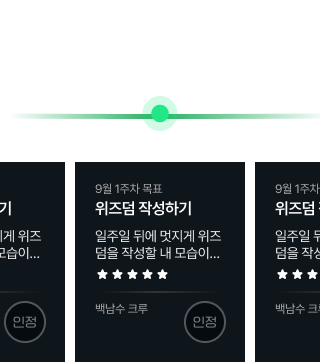 기
게 위즈
모습이...
인정
9월 1주차 목표
위즈덤 작성하기
일주일 뒤에 멋지게 위즈
덤을 작성할 내 모습이...
백남수 크루
인정
9월 1주차
위즈덤
일주일 뒤
덤을 작성
백남수 크루